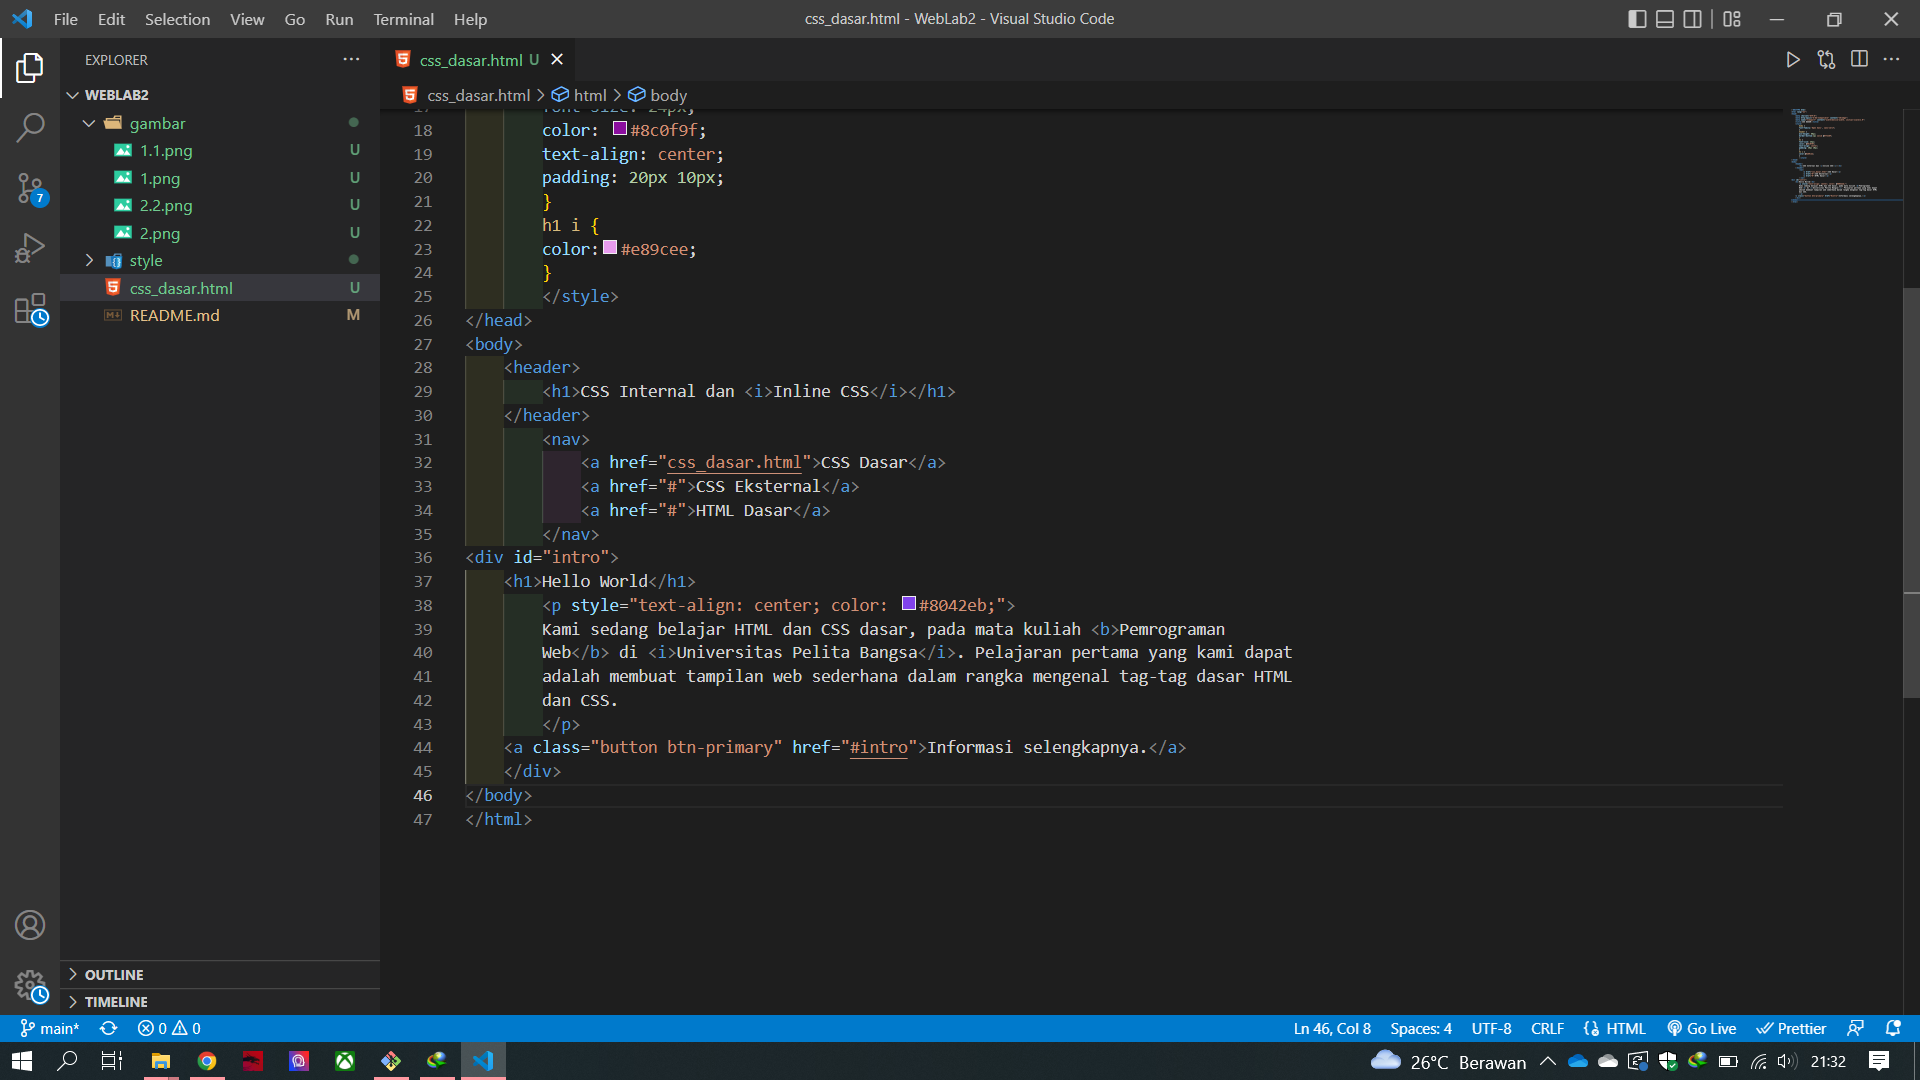 File Edit Selection View Go Run Terminal Help
css_dasar.html - WebLab2 - Visual Studio Code
EXPLORER
WEBLAB2
gambar
1.1.png U
1.png U
2.2.png U
2.png U
style
css_dasar.html U
README.md M
OUTLINE
TIMELINE
css_dasar.html U
css_dasar.html > html > body
17 font-size: 24px;
18 color: #8c0f9f;
19 text-align: center;
20 padding: 20px 10px;
21 }
22 h1 i {
23 color: #e89cee;
24 }
25 </style>
26 </head>
27 <body>
28 <header>
29 <h1>CSS Internal dan <i>Inline CSS</i></h1>
30 </header>
31 <nav>
32 <a href="css_dasar.html">CSS Dasar</a>
33 <a href="#">CSS Eksternal</a>
34 <a href="#">HTML Dasar</a>
35 </nav>
36 <div id="intro">
37 <h1>Hello World</h1>
38 <p style="text-align: center; color: #8042eb;">
39 Kami sedang belajar HTML dan CSS dasar, pada mata kuliah <b>Pemrograman
40 Web</b> di <i>Universitas Pelita Bangsa</i>. Pelajaran pertama yang kami dapat
41 adalah membuat tampilan web sederhana dalam rangka mengenal tag-tag dasar HTML
42 dan CSS.
43 </p>
44 <a class="button btn-primary" href="#intro">Informasi selengkapnya.</a>
45 </div>
46 </body>
47 </html>
7
main* 0 0
Ln 46, Col 8 Spaces: 4 UTF-8 CRLF HTML Go Live Prettier
26°C Berawan 21:32